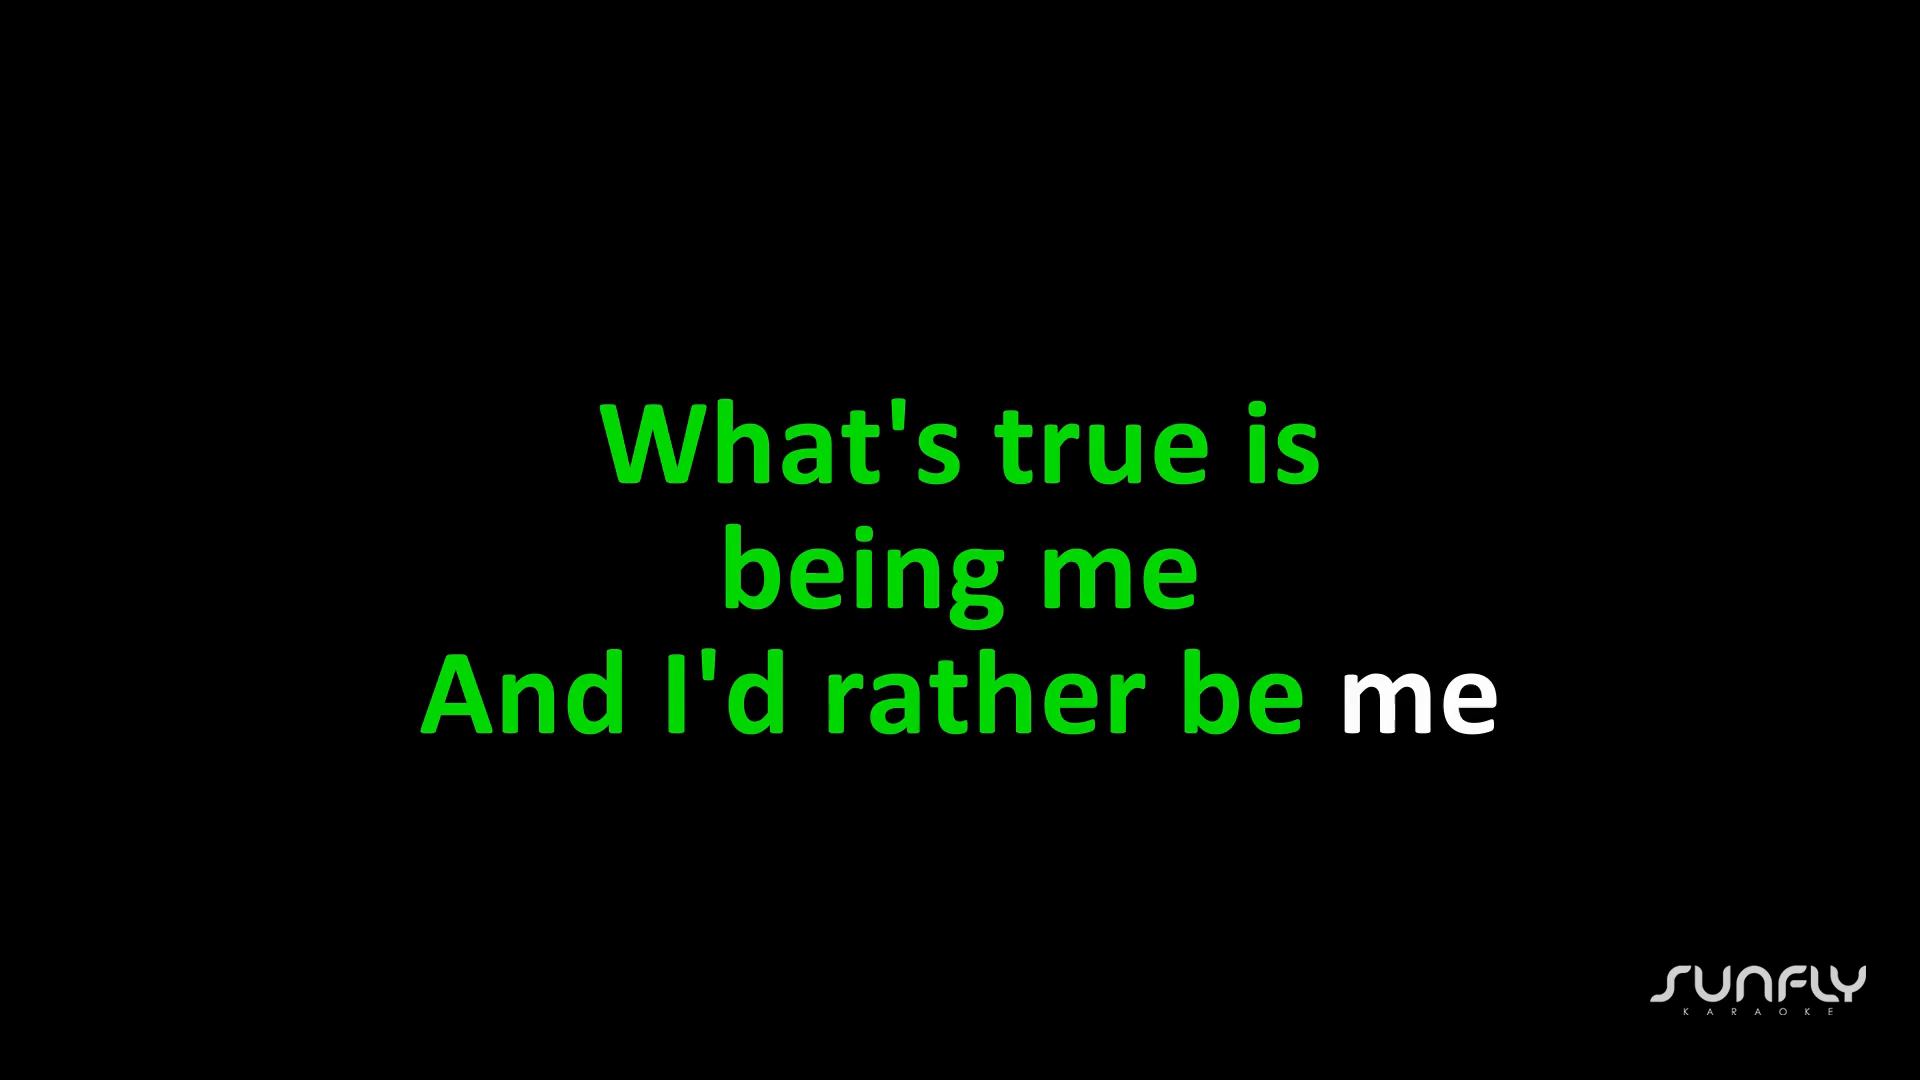 What's true is
being me
And I'd rather be me
SUNFLY
KARAOKE